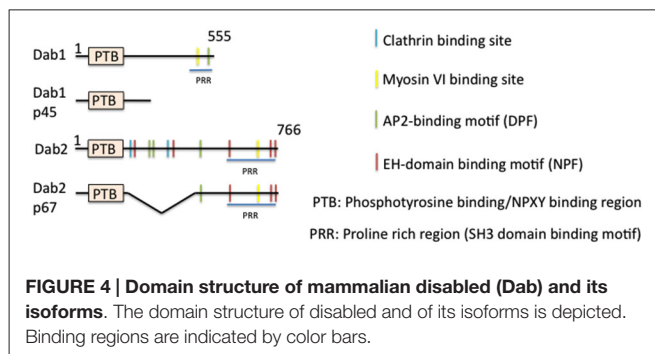 555
Dab1 1 PTB
PRR
Dab1 p45 PTB
766
Dab2 1 PTB
PRR
Dab2 p67 PTB
PRR
Clathrin binding site
Myosin VI binding site
AP2-binding motif (DPF)
EH-domain binding motif (NPF)
PTB: Phosphotyrosine binding/NPXY binding region
PRR: Proline rich region (SH3 domain binding motif)
FIGURE 4 | Domain structure of mammalian disabled (Dab) and its
isoforms. The domain structure of disabled and of its isoforms is depicted.
Binding regions are indicated by color bars.